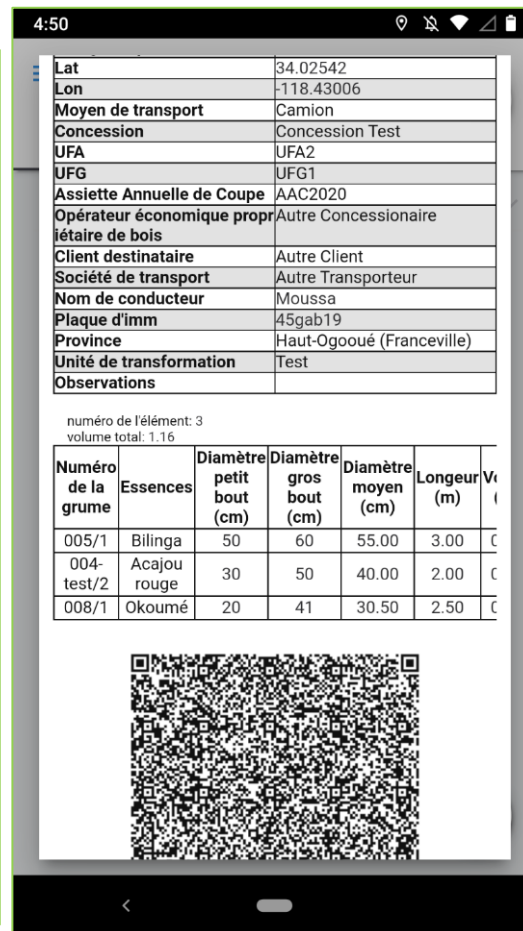 4:50
Lat 34.02542
Lon -118.43006
Moyen de transport Camion
Concession Concession Test
UFA UFA2
UFG UFG1
Assiette Annuelle de Coupe AAC2020
Opérateur économique propr Autre Concessionaire
iétaire de bois
Client destinataire Autre Client
Société de transport Autre Transporteur
Nom de conducteur Moussa
Plaque d'imm 45gab19
Province Haut-Ogooué (Franceville)
Unité de transformation Test
Observations
numéro de l'élément: 3
volume total: 1.16
Numéro de la grume Essences Diamètre petit bout (cm) Diamètre gros bout (cm) Diamètre moyen (cm) Longeur (m)
005/1 Bilinga 50 60 55.00 3.00
004-test/2 Acajou rouge 30 50 40.00 2.00
008/1 Okoumé 20 41 30.50 2.50